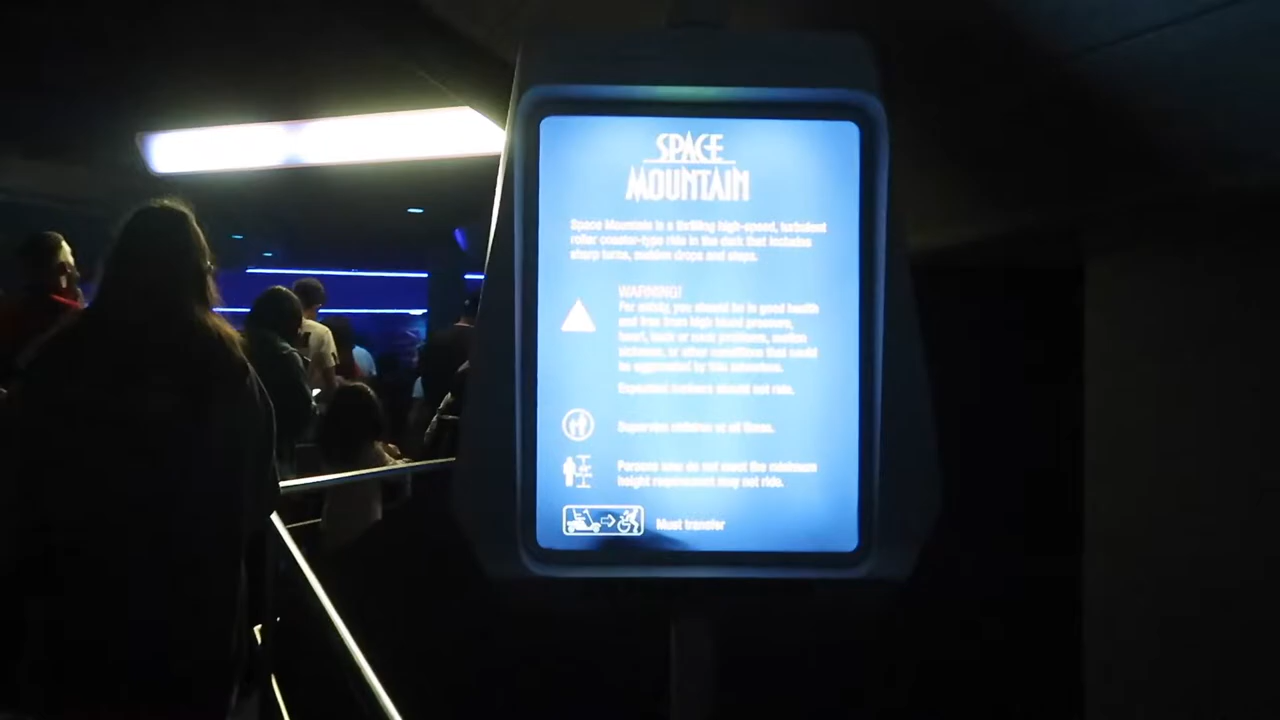 SPACE
MOUNTAIN
Space Mountain is a thrilling high-speed, turbulent
roller coaster-type ride in the dark that includes
sharp turns, sudden drops and stops.
WARNING!
For safety, you should be in good health
and free from high blood pressure,
heart, back or neck problems, motion
sickness, or other conditions that could
be aggravated by this adventure.
Expectant mothers should not ride.
Supervise children at all times.
Persons who do not meet the minimum
height requirement may not ride.
Must transfer